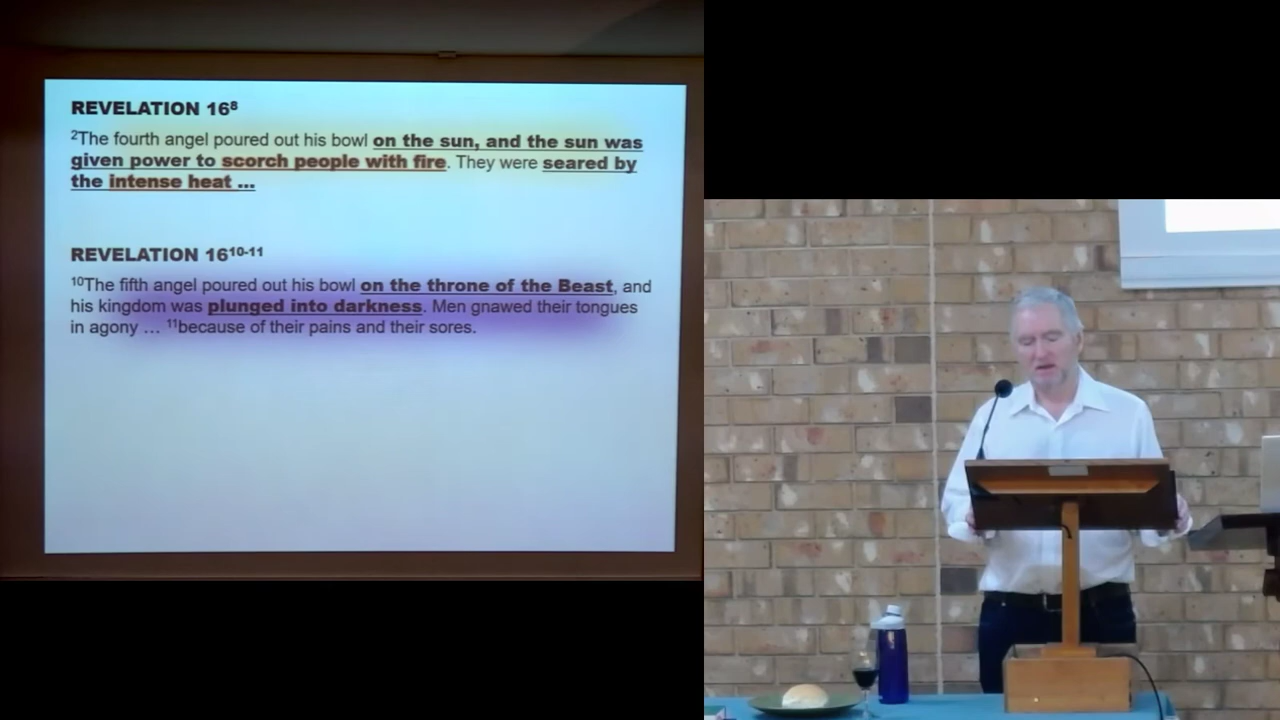 REVELATION 16⁸
²The fourth angel poured out his bowl on the sun, and the sun was
given power to scorch people with fire. They were seared by
the intense heat ...
REVELATION 16¹⁰⁻¹¹
¹⁰The fifth angel poured out his bowl on the throne of the Beast, and
his kingdom was plunged into darkness. Men gnawed their tongues
in agony ... ¹¹because of their pains and their sores.